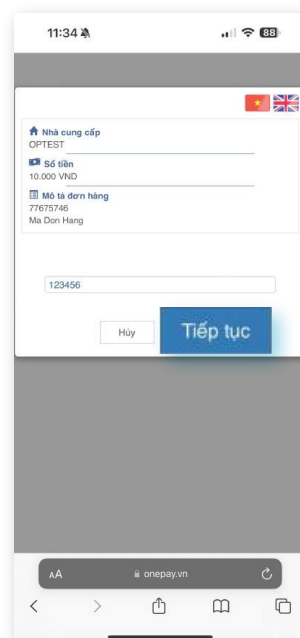 11:34
88
Nhà cung cấp
OPTEST
Số tiền
10.000 VND
Mô tả đơn hàng
77675746
Ma Don Hang
123456
Hủy
Tiếp tục
AA
onepay.vn